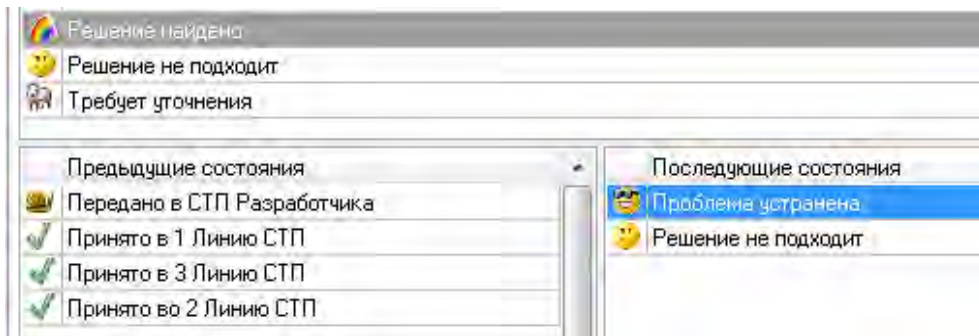 Решение найдено
Решение не подходит
Требует уточнения
Предыдущие состояния
Передано в СТП Разработчика
Принято в 1 Линию СТП
Принято в 3 Линию СТП
Принято во 2 Линию СТП
Последующие состояния
Проблема устранена
Решение не подходит